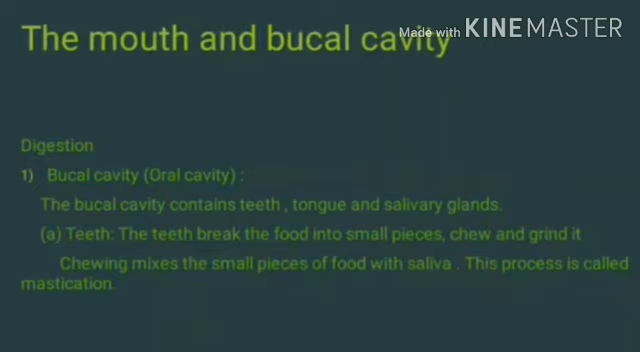 The mouth and bucal cavity
Made with KINEMASTER
Digestion
1) Bucal cavity (Oral cavity) :
The bucal cavity contains teeth , tongue and salivary glands.
(a) Teeth: The teeth break the food into small pieces, chew and grind it
Chewing mixes the small pieces of food with saliva . This process is called
mastication.